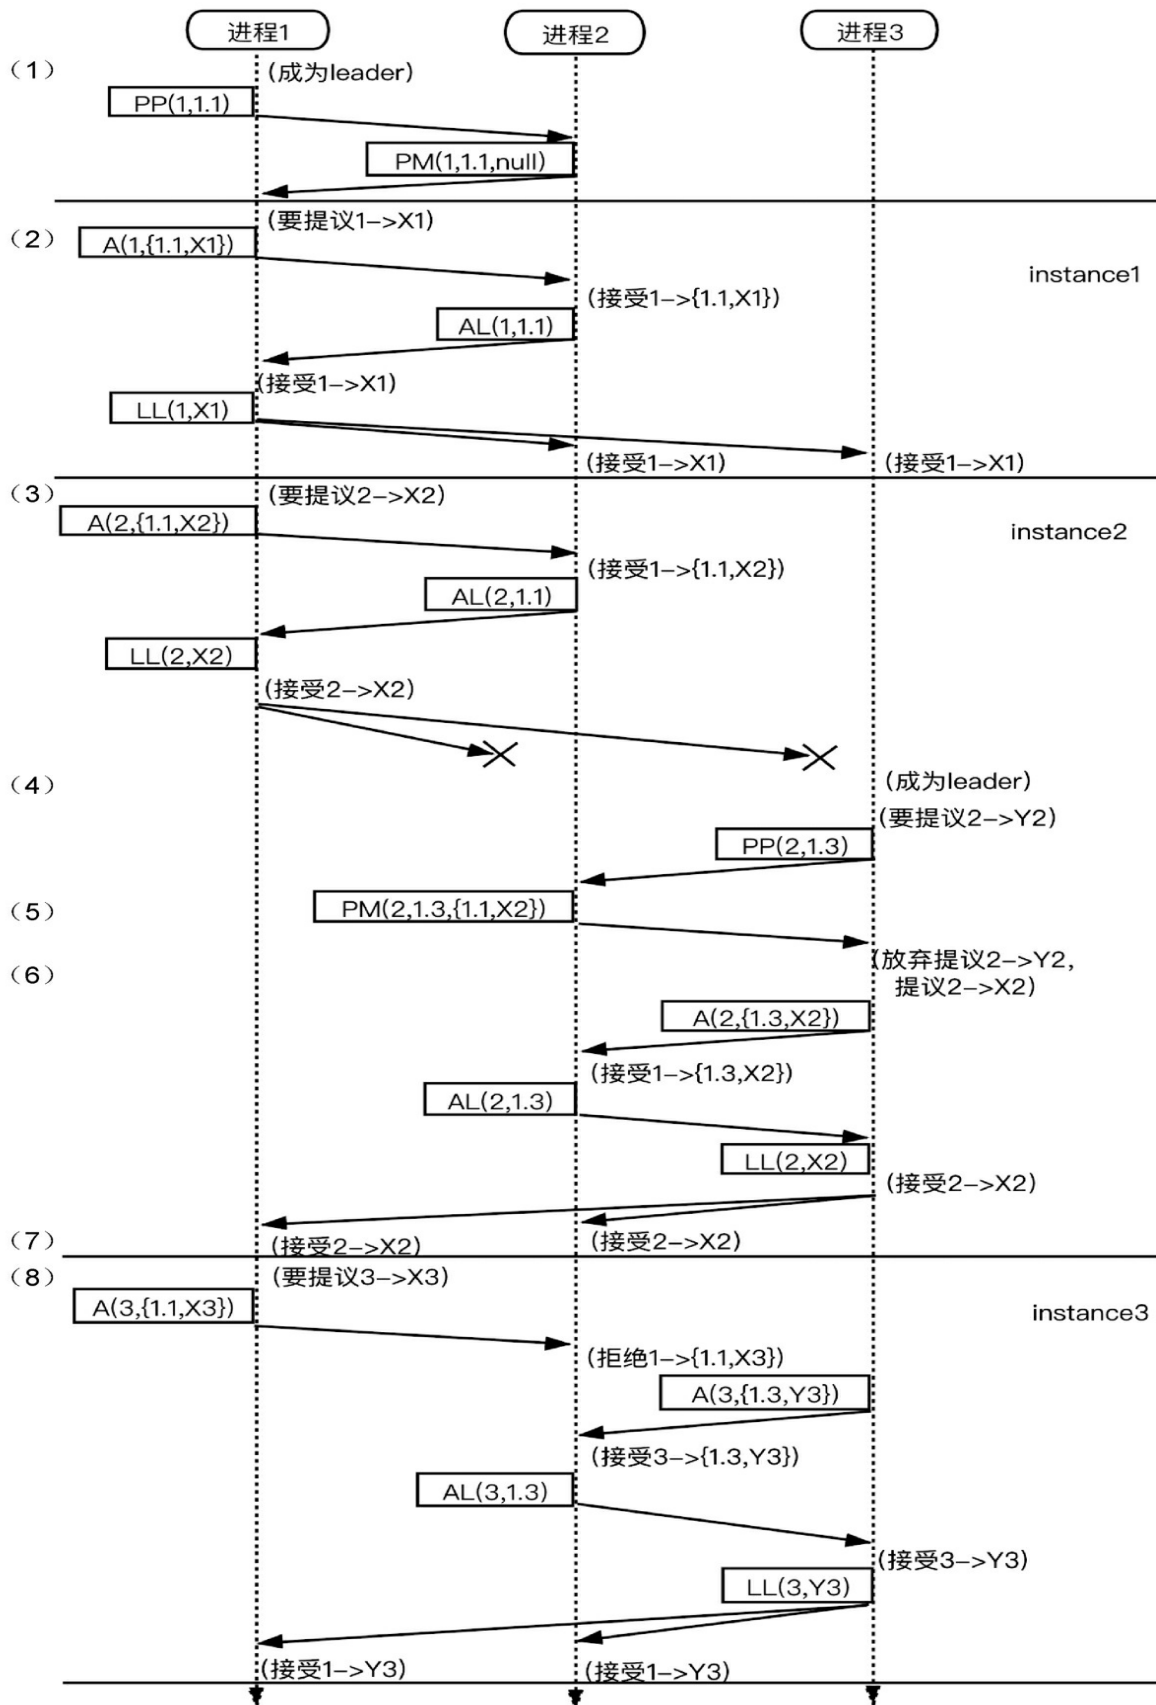 进程1
进程2
进程3
（1）
(成为leader)
PP(1,1.1)
PM(1,1.1,null)
（2）
(要提议1->X1)
A(1,{1.1,X1})
instance1
(接受1->{1.1,X1})
AL(1,1.1)
(接受1->X1)
LL(1,X1)
(接受1->X1)
(接受1->X1)
（3）
(要提议2->X2)
A(2,{1.1,X2})
instance2
(接受1->{1.1,X2})
AL(2,1.1)
LL(2,X2)
(接受2->X2)
（4）
(成为leader)
(要提议2->Y2)
PP(2,1.3)
（5）
PM(2,1.3,{1.1,X2})
（6）
(放弃提议2->Y2,
提议2->X2)
A(2,{1.3,X2})
(接受1->{1.3,X2})
AL(2,1.3)
LL(2,X2)
(接受2->X2)
（7）
(接受2->X2)
(接受2->X2)
（8）
(要提议3->X3)
A(3,{1.1,X3})
instance3
(拒绝1->{1.1,X3})
A(3,{1.3,Y3})
(接受3->{1.3,Y3})
AL(3,1.3)
(接受3->Y3)
LL(3,Y3)
(接受1->Y3)
(接受1->Y3)